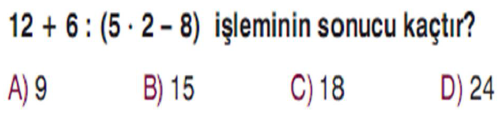 12 + 6 : (5 · 2 – 8) işleminin sonucu kaçtır?
A) 9 B) 15 C) 18 D) 24